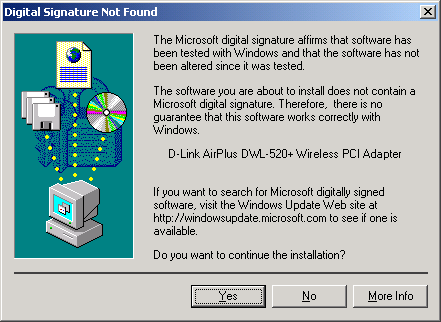 Digital Signature Not Found
The Microsoft digital signature affirms that software has
been tested with Windows and that the software has not
been altered since it was tested.
The software you are about to install does not contain a
Microsoft digital signature. Therefore,  there is no
guarantee that this software works correctly with
Windows.
D-Link AirPlus DWL-520+ Wireless PCI Adapter
If you want to search for Microsoft digitally signed
software, visit the Windows Update Web site at
http://windowsupdate.microsoft.com to see if one is
available.
Do you want to continue the installation?
Yes No More Info